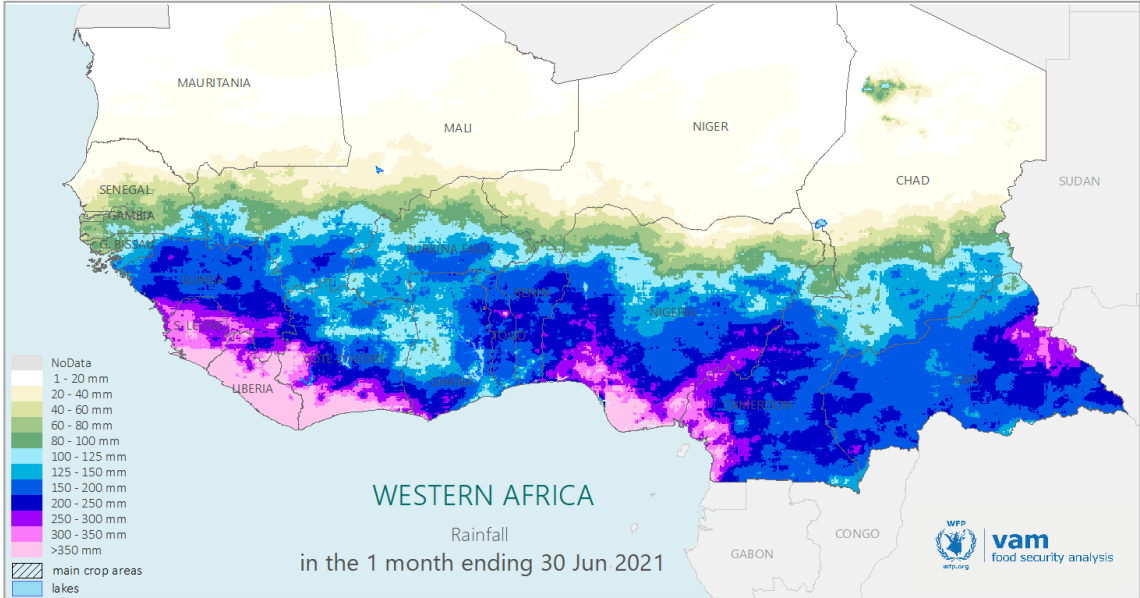 MAURITANIA
MALI
NIGER
CHAD
SUDAN
SENEGAL
GAMBIA
G. BISSAU
BURKINA FASO
GUINEA
BENIN
NIGERIA
S. LEONE
TOGO
COTE D'IVOIRE
LIBERIA
GHANA
CAR
CAMEROON
GABON
CONGO
NoData
1 - 20 mm
20 - 40 mm
40 - 60 mm
60 - 80 mm
80 - 100 mm
100 - 125 mm
125 - 150 mm
150 - 200 mm
200 - 250 mm
250 - 300 mm
300 - 350 mm
>350 mm
main crop areas
lakes
WESTERN AFRICA
Rainfall
in the 1 month ending 30 Jun 2021
WFP
wfp.org
vam
food security analysis